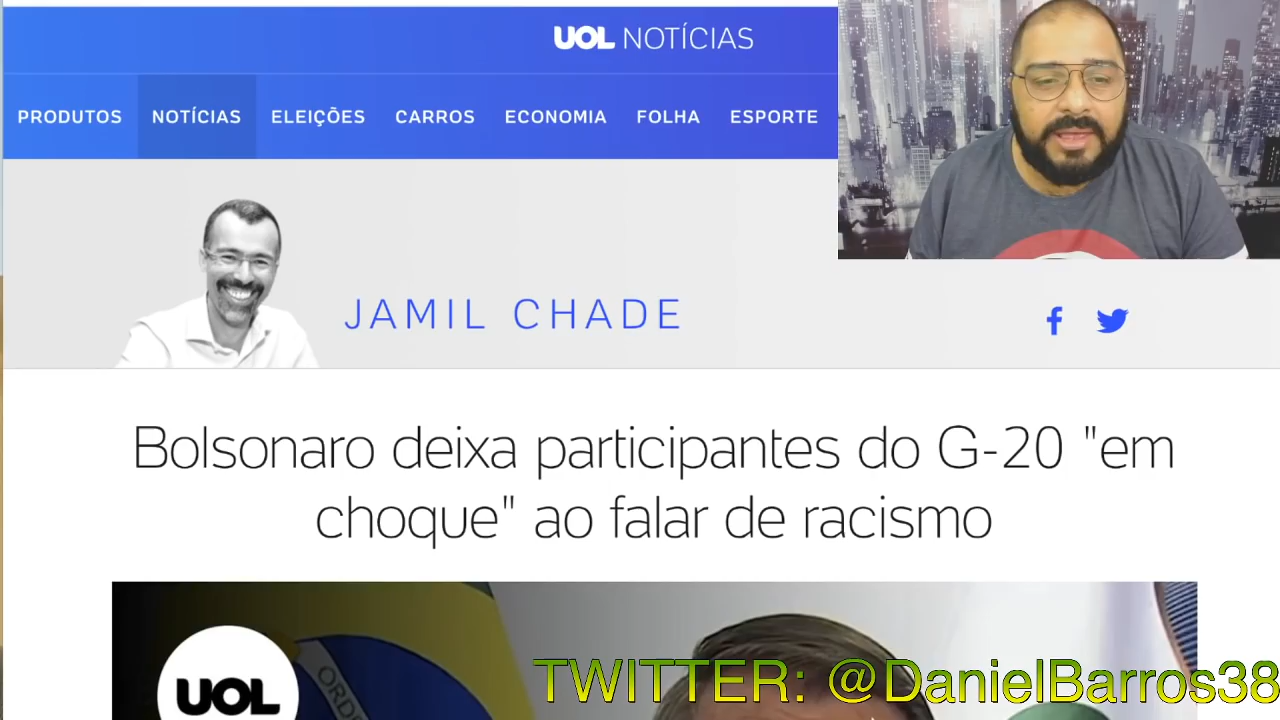 UOL NOTÍCIAS
PRODUTOS NOTÍCIAS ELEIÇÕES CARROS ECONOMIA FOLHA ESPORTE
JAMIL CHADE
Bolsonaro deixa participantes do G-20 "em
choque" ao falar de racismo
ORDE
UOL
TWITTER: @DanielBarros38